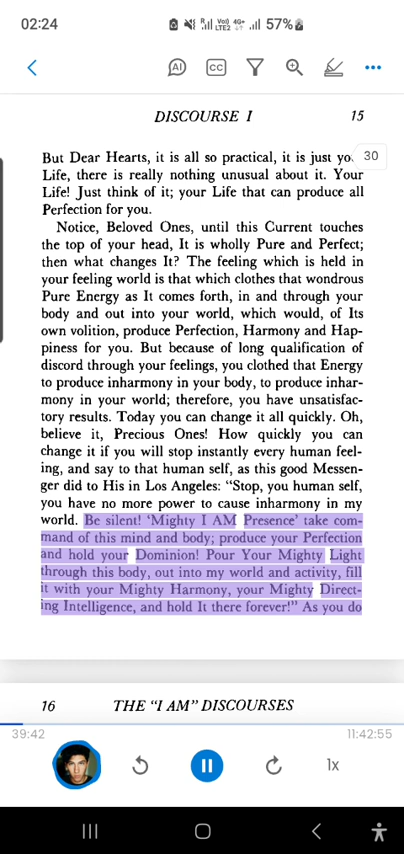 02:24
57%
AI
CC
DISCOURSE I 15
30
But Dear Hearts, it is all so practical, it is just
Life, there is really nothing unusual about it. Your
Life! Just think of it; your Life that can produce all
Perfection for you.
Notice, Beloved Ones, until this Current touches
the top of your head, It is wholly Pure and Perfect;
then what changes It? The feeling which is held in
your feeling world is that which clothes that wondrous
Pure Energy as It comes forth, in and through your
body and out into your world, which would, of Its
own volition, produce Perfection, Harmony and Hap-
piness for you. But because of long qualification of
discord through your feelings, you clothed that Energy
to produce inharmony in your body, to produce inhar-
mony in your world; therefore, you have unsatisfac-
tory results. Today you can change it all quickly. Oh,
believe it, Precious Ones! How quickly you can
change it if you will stop instantly every human feel-
ing, and say to that human self, as this good Messen-
ger did to His in Los Angeles: “Stop, you human self,
you have no more power to cause inharmony in my
world. Be silent! ‘Mighty I AM Presence’ take com-
mand of this mind and body; produce your Perfection
and hold your Dominion! Pour Your Mighty Light
through this body, out into my world and activity, fill
it with your Mighty Harmony, your Mighty Direct-
ing Intelligence, and hold It there forever!” As you do
16 THE “I AM” DISCOURSES
39:42 11:42:55
1x